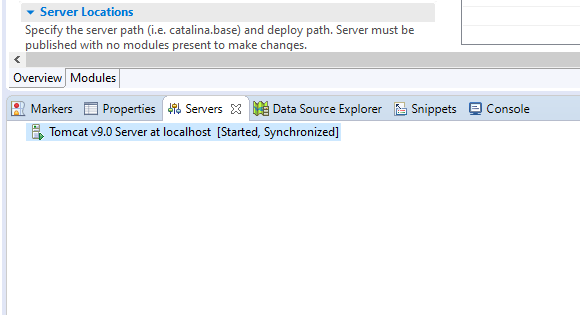 Server Locations
Specify the server path (i.e. catalina.base) and deploy path. Server must be
published with no modules present to make changes.
Overview Modules
Markers Properties Servers Data Source Explorer Snippets Console
Tomcat v9.0 Server at localhost [Started, Synchronized]